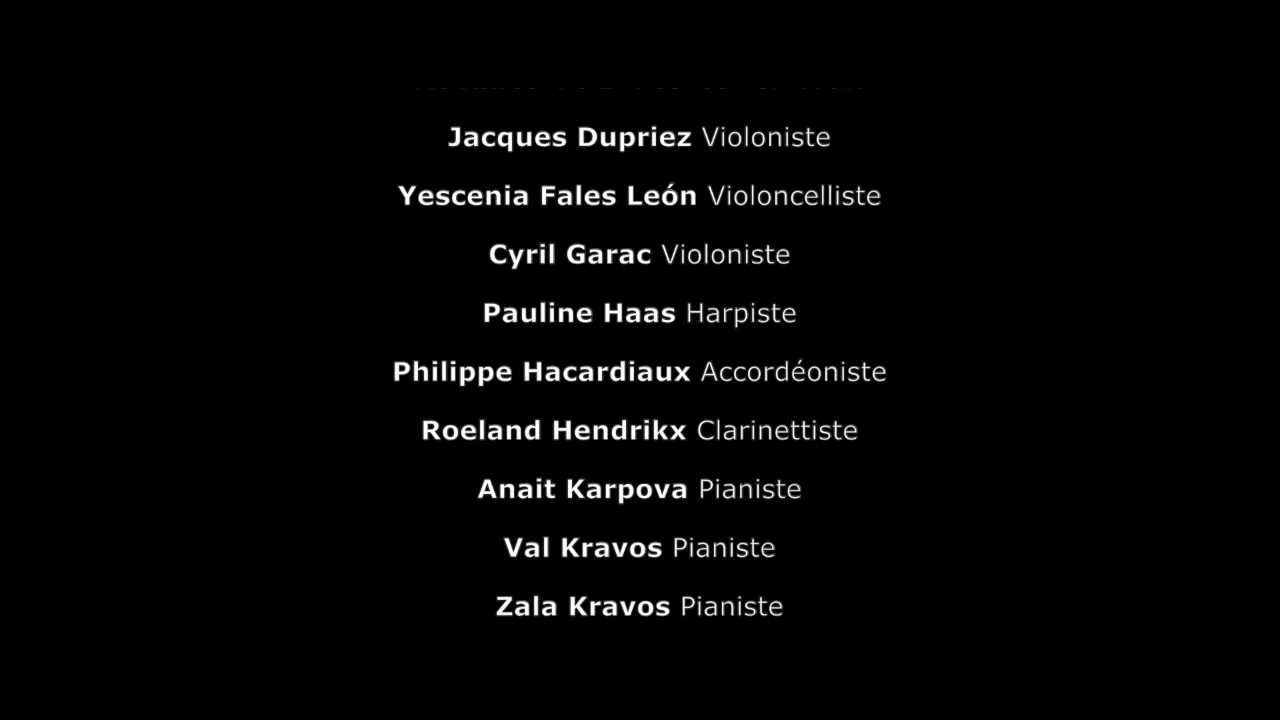 Jacques Dupriez Violoniste
Yescenia Fales León Violoncelliste
Cyril Garac Violoniste
Pauline Haas Harpiste
Philippe Hacardiaux Accordéoniste
Roeland Hendrikx Clarinettiste
Anait Karpova Pianiste
Val Kravos Pianiste
Zala Kravos Pianiste